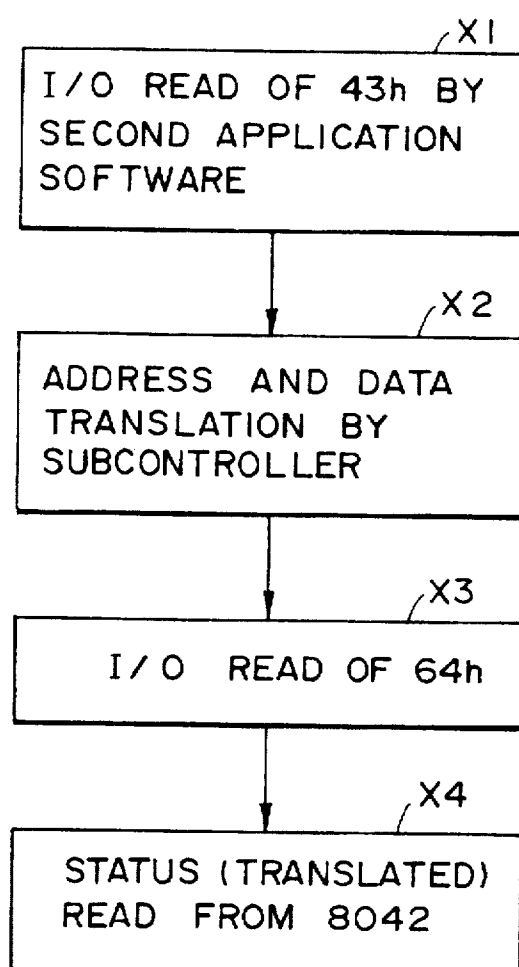 X1
I/O READ OF 43h BY
SECOND APPLICATION
SOFTWARE
X2
ADDRESS AND DATA
TRANSLATION BY
SUBCONTROLLER
X3
I/O READ OF 64h
X4
STATUS (TRANSLATED)
READ FROM 8042